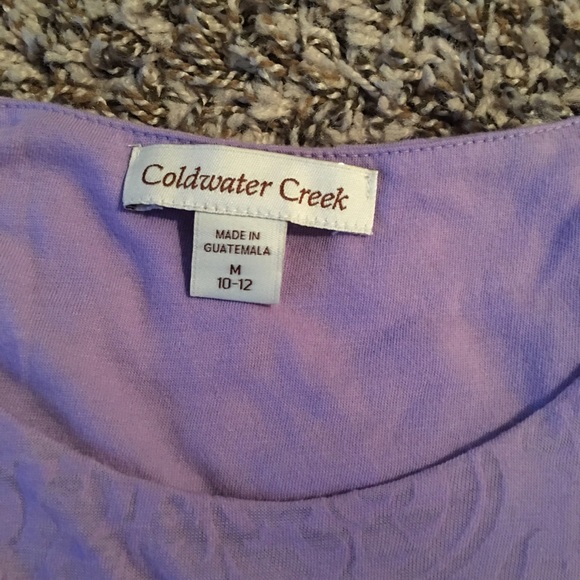 Coldwater Creek
MADE IN
GUATEMALA
M
10-12